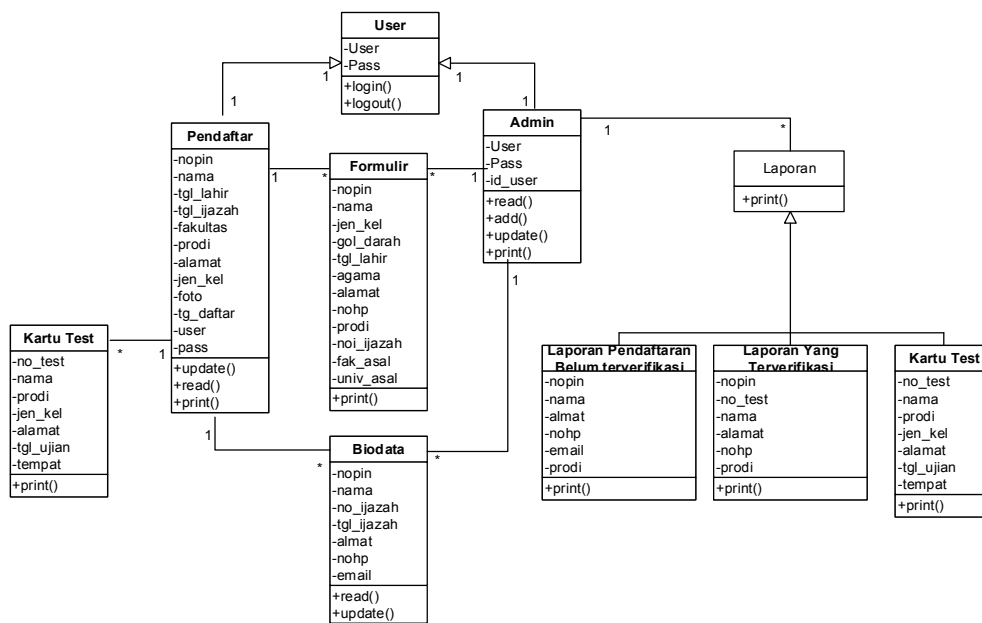 User
-User
-Pass
+login()
+logout()
1
1
1
1
Pendaftar
-nopin
-nama
-tgl_lahir
-tgl_ijazah
-fakultas
-prodi
-alamat
-jen_kel
-foto
-tg_daftar
-user
-pass
+update()
+read()
+print()
1
*
Formulir
-nopin
-nama
-jen_kel
-gol_darah
-tgl_lahir
-agama
-alamat
-nohp
-prodi
-noi_ijazah
-fak_asal
-univ_asal
+print()
*
1
Admin
-User
-Pass
-id_user
+read()
+add()
+update()
+print()
1
*
Laporan
+print()
Kartu Test
-no_test
-nama
-prodi
-jen_kel
-alamat
-tgl_ujian
-tempat
+print()
*
1
1
*
Biodata
-nopin
-nama
-no_ijazah
-tgl_ijazah
-almat
-nohp
-email
+read()
+update()
*
1
Laporan Pendaftaran
Belum terverifikasi
-nopin
-nama
-almat
-nohp
-email
-prodi
+print()
Laporan Yang
Terverifikasi
-nopin
-no_test
-nama
-alamat
-nohp
-prodi
+print()
Kartu Test
-no_test
-nama
-prodi
-jen_kel
-alamat
-tgl_ujian
-tempat
+print()